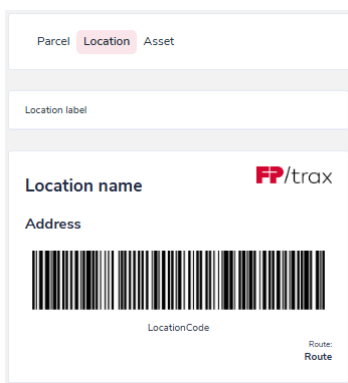 Parcel Location Asset
Location label
FP/trax
Location name
Address
LocationCode
Route:
Route